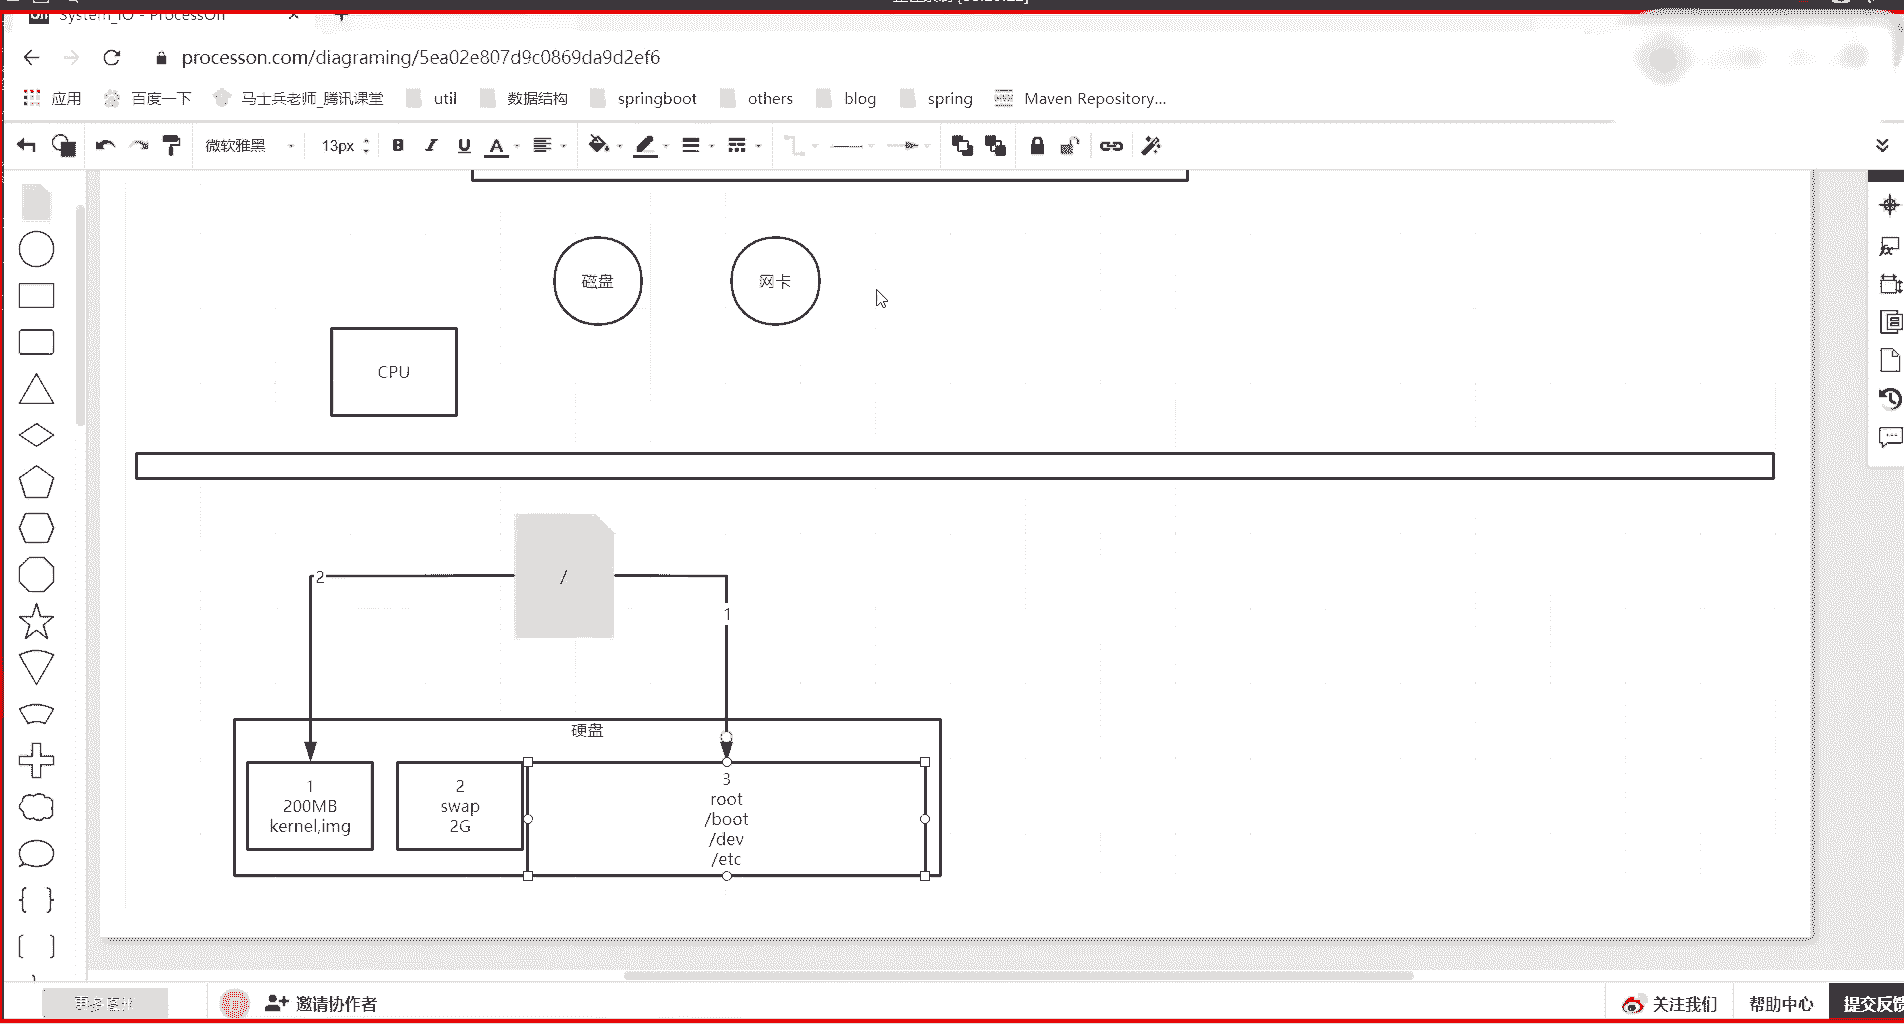 System_IO - ProcessOn
processon.com/diagraming/5ea02e807d9c0869da9d2ef6
应用 百度一下 马士兵老师_腾讯课堂 util 数据结构 springboot others blog spring Maven Repository...
微软雅黑 13px B I U A
磁盘 网卡
CPU
/
2
1
硬盘
1
200MB
kernel,img
2
swap
2G
3
root
/boot
/dev
/etc
邀请协作者 关注我们 帮助中心 提交反馈